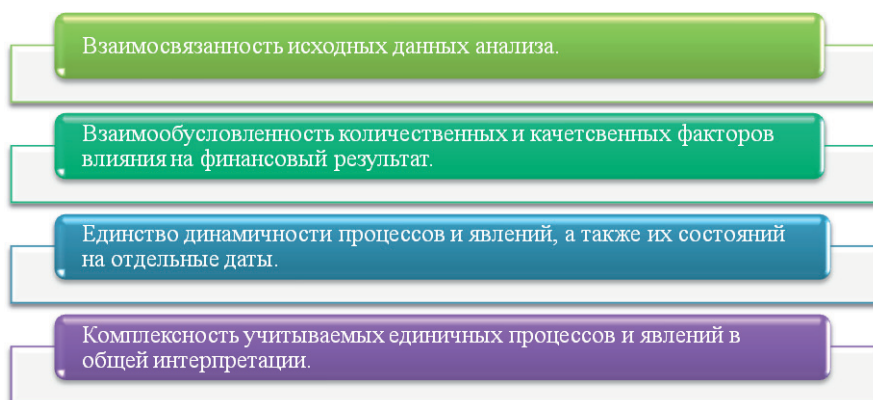 Взаимосвязанность исходных данных анализа.
Взаимообусловленность количественных и качетсвенных факторов
влияния на финансовый результат.
Единство динамичности процессов и явлений, а также их состояний
на отдельные даты.
Комплексность учитываемых единичных процессов и явлений в
общей интерпретации.